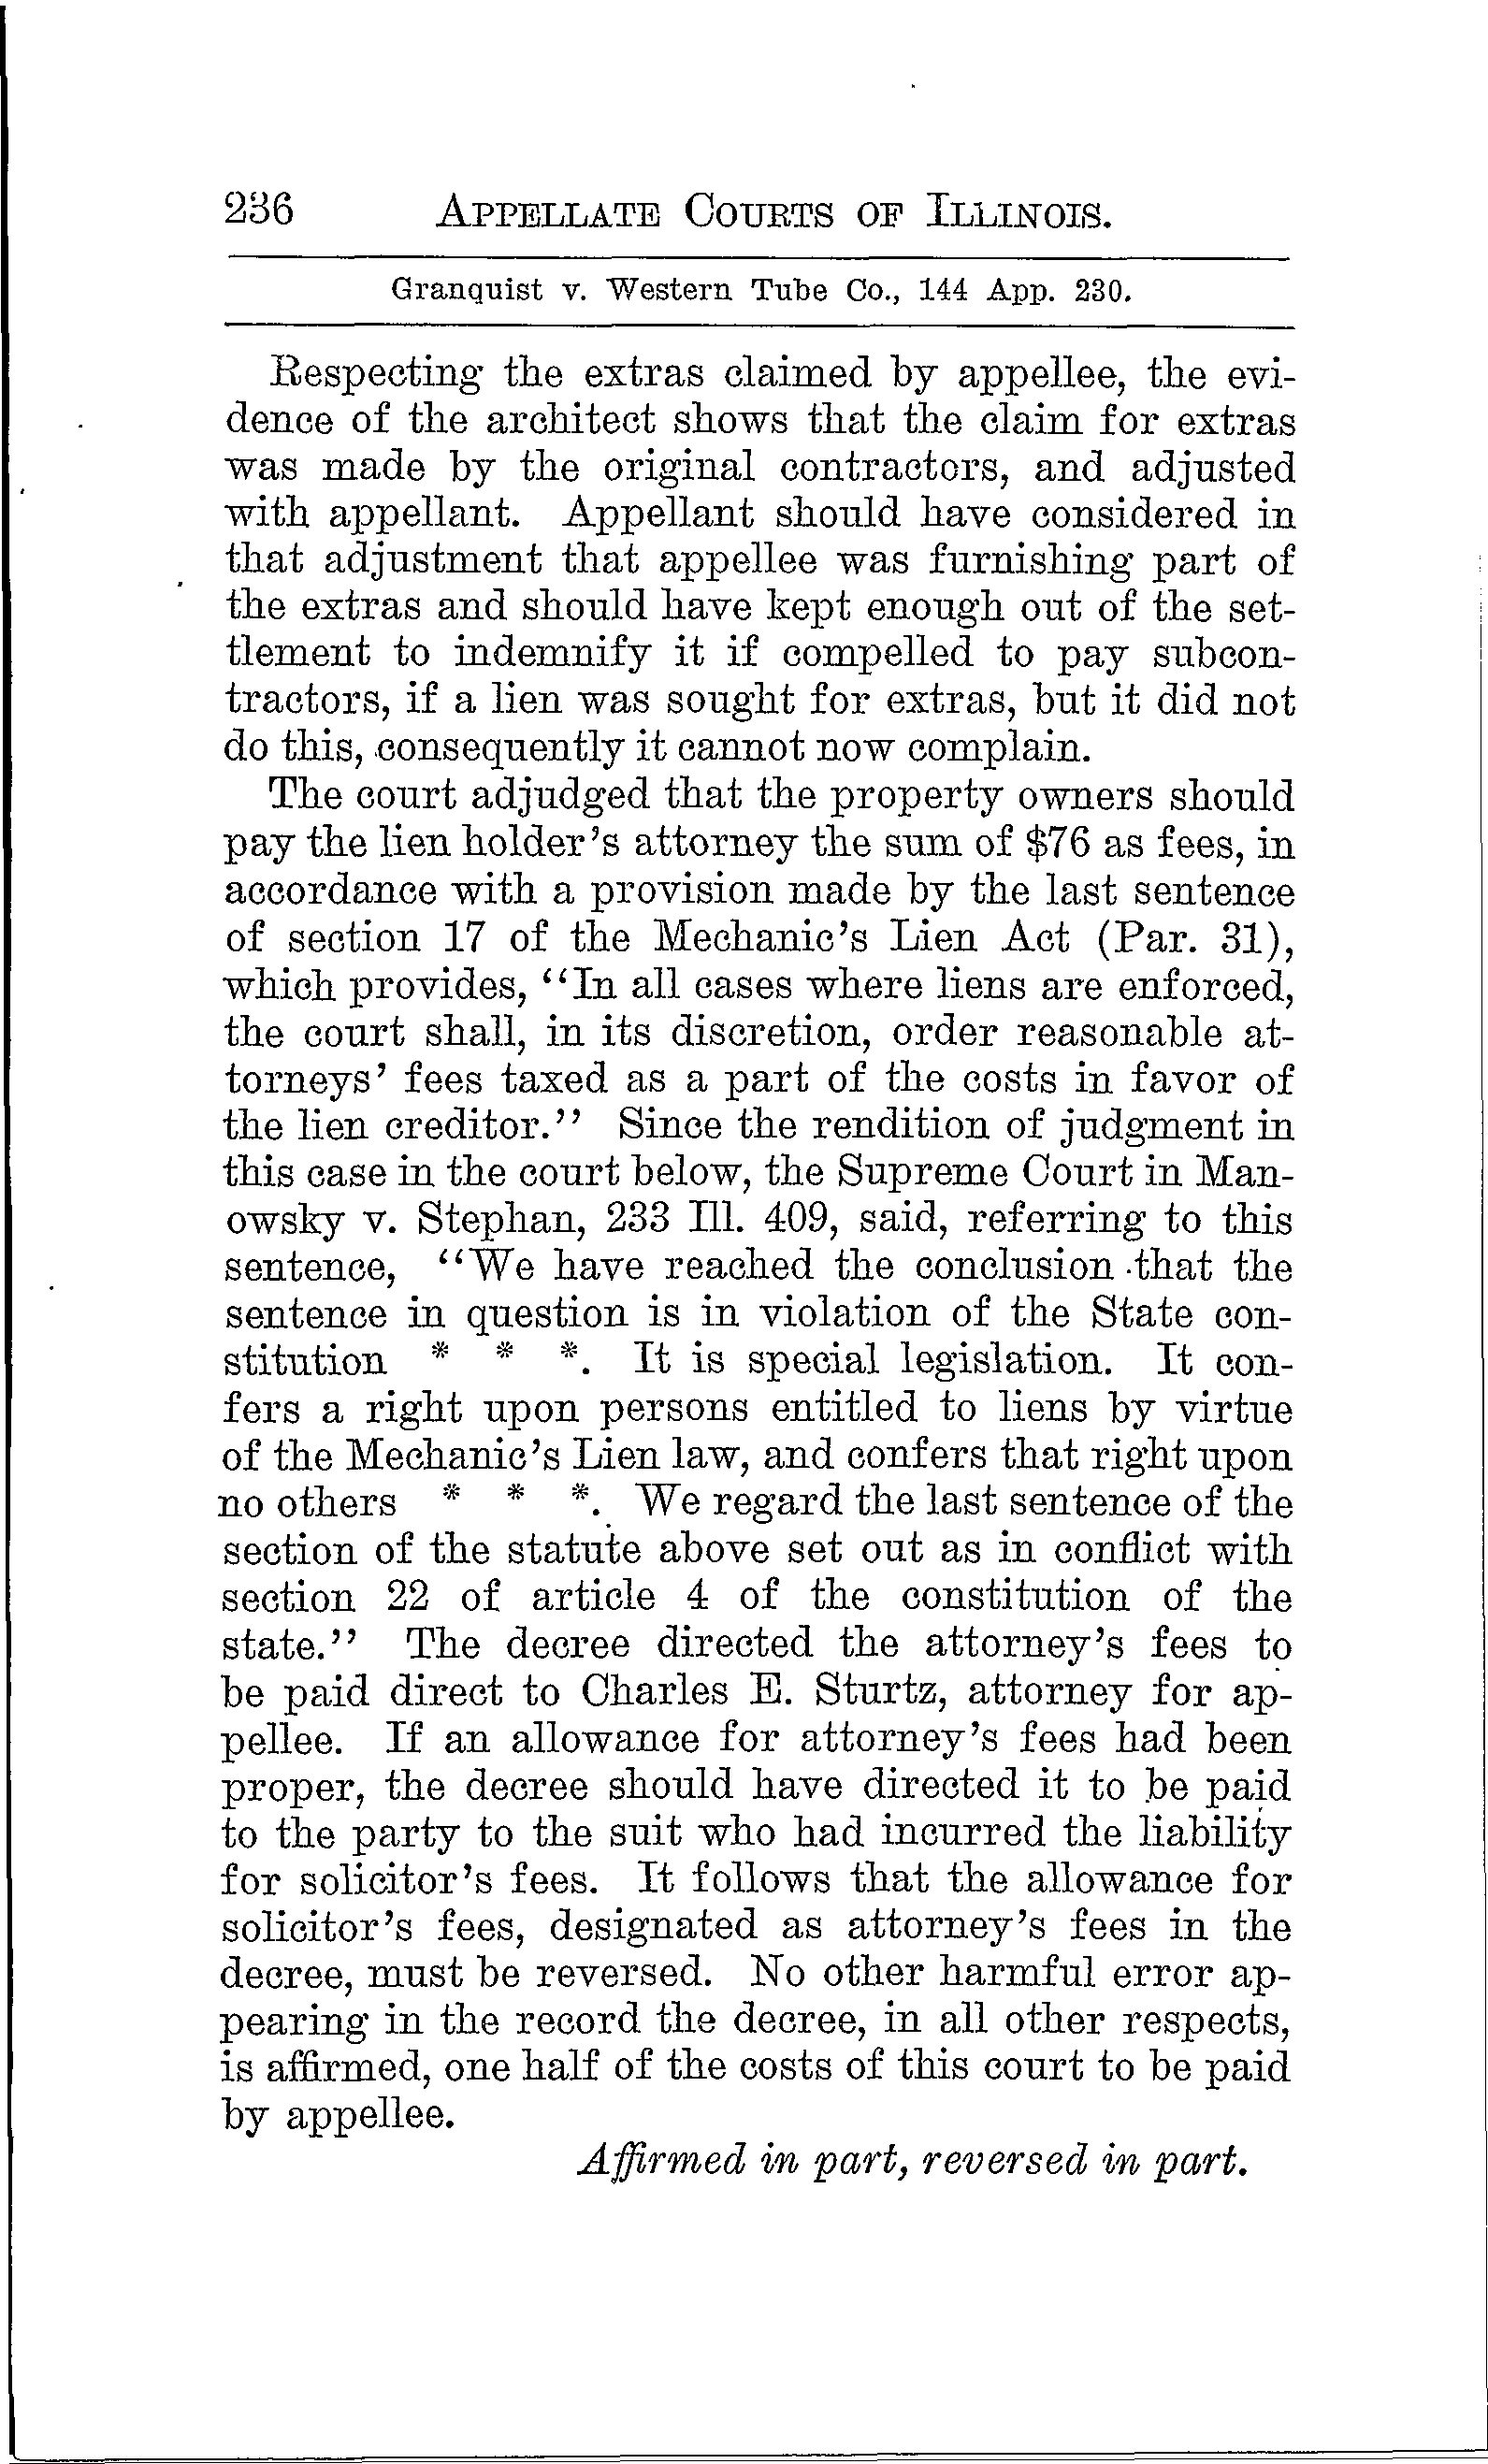 236 APPELLATE COURTS OF ILLINOIS.
Granquist v. Western Tube Co., 144 App. 230.
Respecting the extras claimed by appellee, the evi-
dence of the architect shows that the claim for extras
was made by the original contractors, and adjusted
with appellant. Appellant should have considered in
that adjustment that appellee was furnishing part of
the extras and should have kept enough out of the set-
tlement to indemnify it if compelled to pay subcon-
tractors, if a lien was sought for extras, but it did not
do this, consequently it cannot now complain.
The court adjudged that the property owners should
pay the lien holder's attorney the sum of $76 as fees, in
accordance with a provision made by the last sentence
of section 17 of the Mechanic's Lien Act (Par. 31),
which provides, "In all cases where liens are enforced,
the court shall, in its discretion, order reasonable at-
torneys' fees taxed as a part of the costs in favor of
the lien creditor." Since the rendition of judgment in
this case in the court below, the Supreme Court in Man-
owsky v. Stephan, 233 Ill. 409, said, referring to this
sentence, "We have reached the conclusion that the
sentence in question is in violation of the State con-
stitution * * *. It is special legislation. It con-
fers a right upon persons entitled to liens by virtue
of the Mechanic's Lien law, and confers that right upon
no others * * *. We regard the last sentence of the
section of the statute above set out as in conflict with
section 22 of article 4 of the constitution of the
state." The decree directed the attorney's fees to
be paid direct to Charles E. Sturtz, attorney for ap-
pellee. If an allowance for attorney's fees had been
proper, the decree should have directed it to be paid
to the party to the suit who had incurred the liability
for solicitor's fees. It follows that the allowance for
solicitor's fees, designated as attorney's fees in the
decree, must be reversed. No other harmful error ap-
pearing in the record the decree, in all other respects,
is affirmed, one half of the costs of this court to be paid
by appellee.
Affirmed in part, reversed in part.